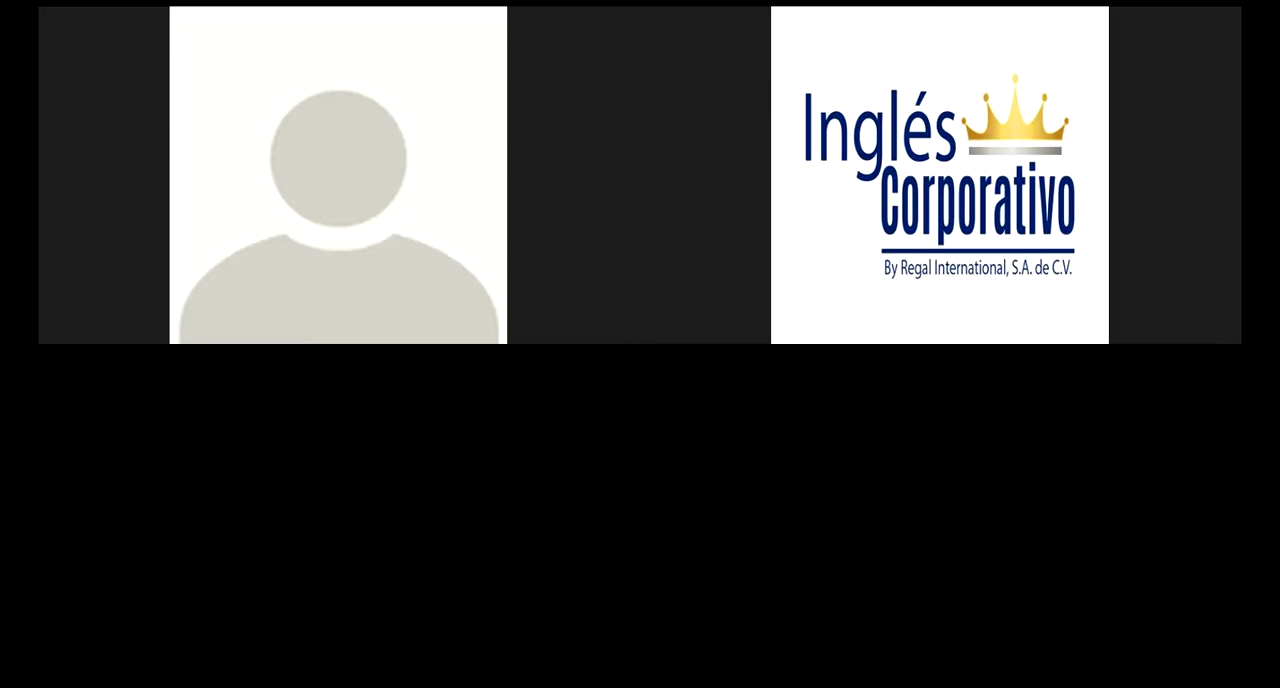 Inglés
Corporativo
By Regal International, S.A. de C.V.